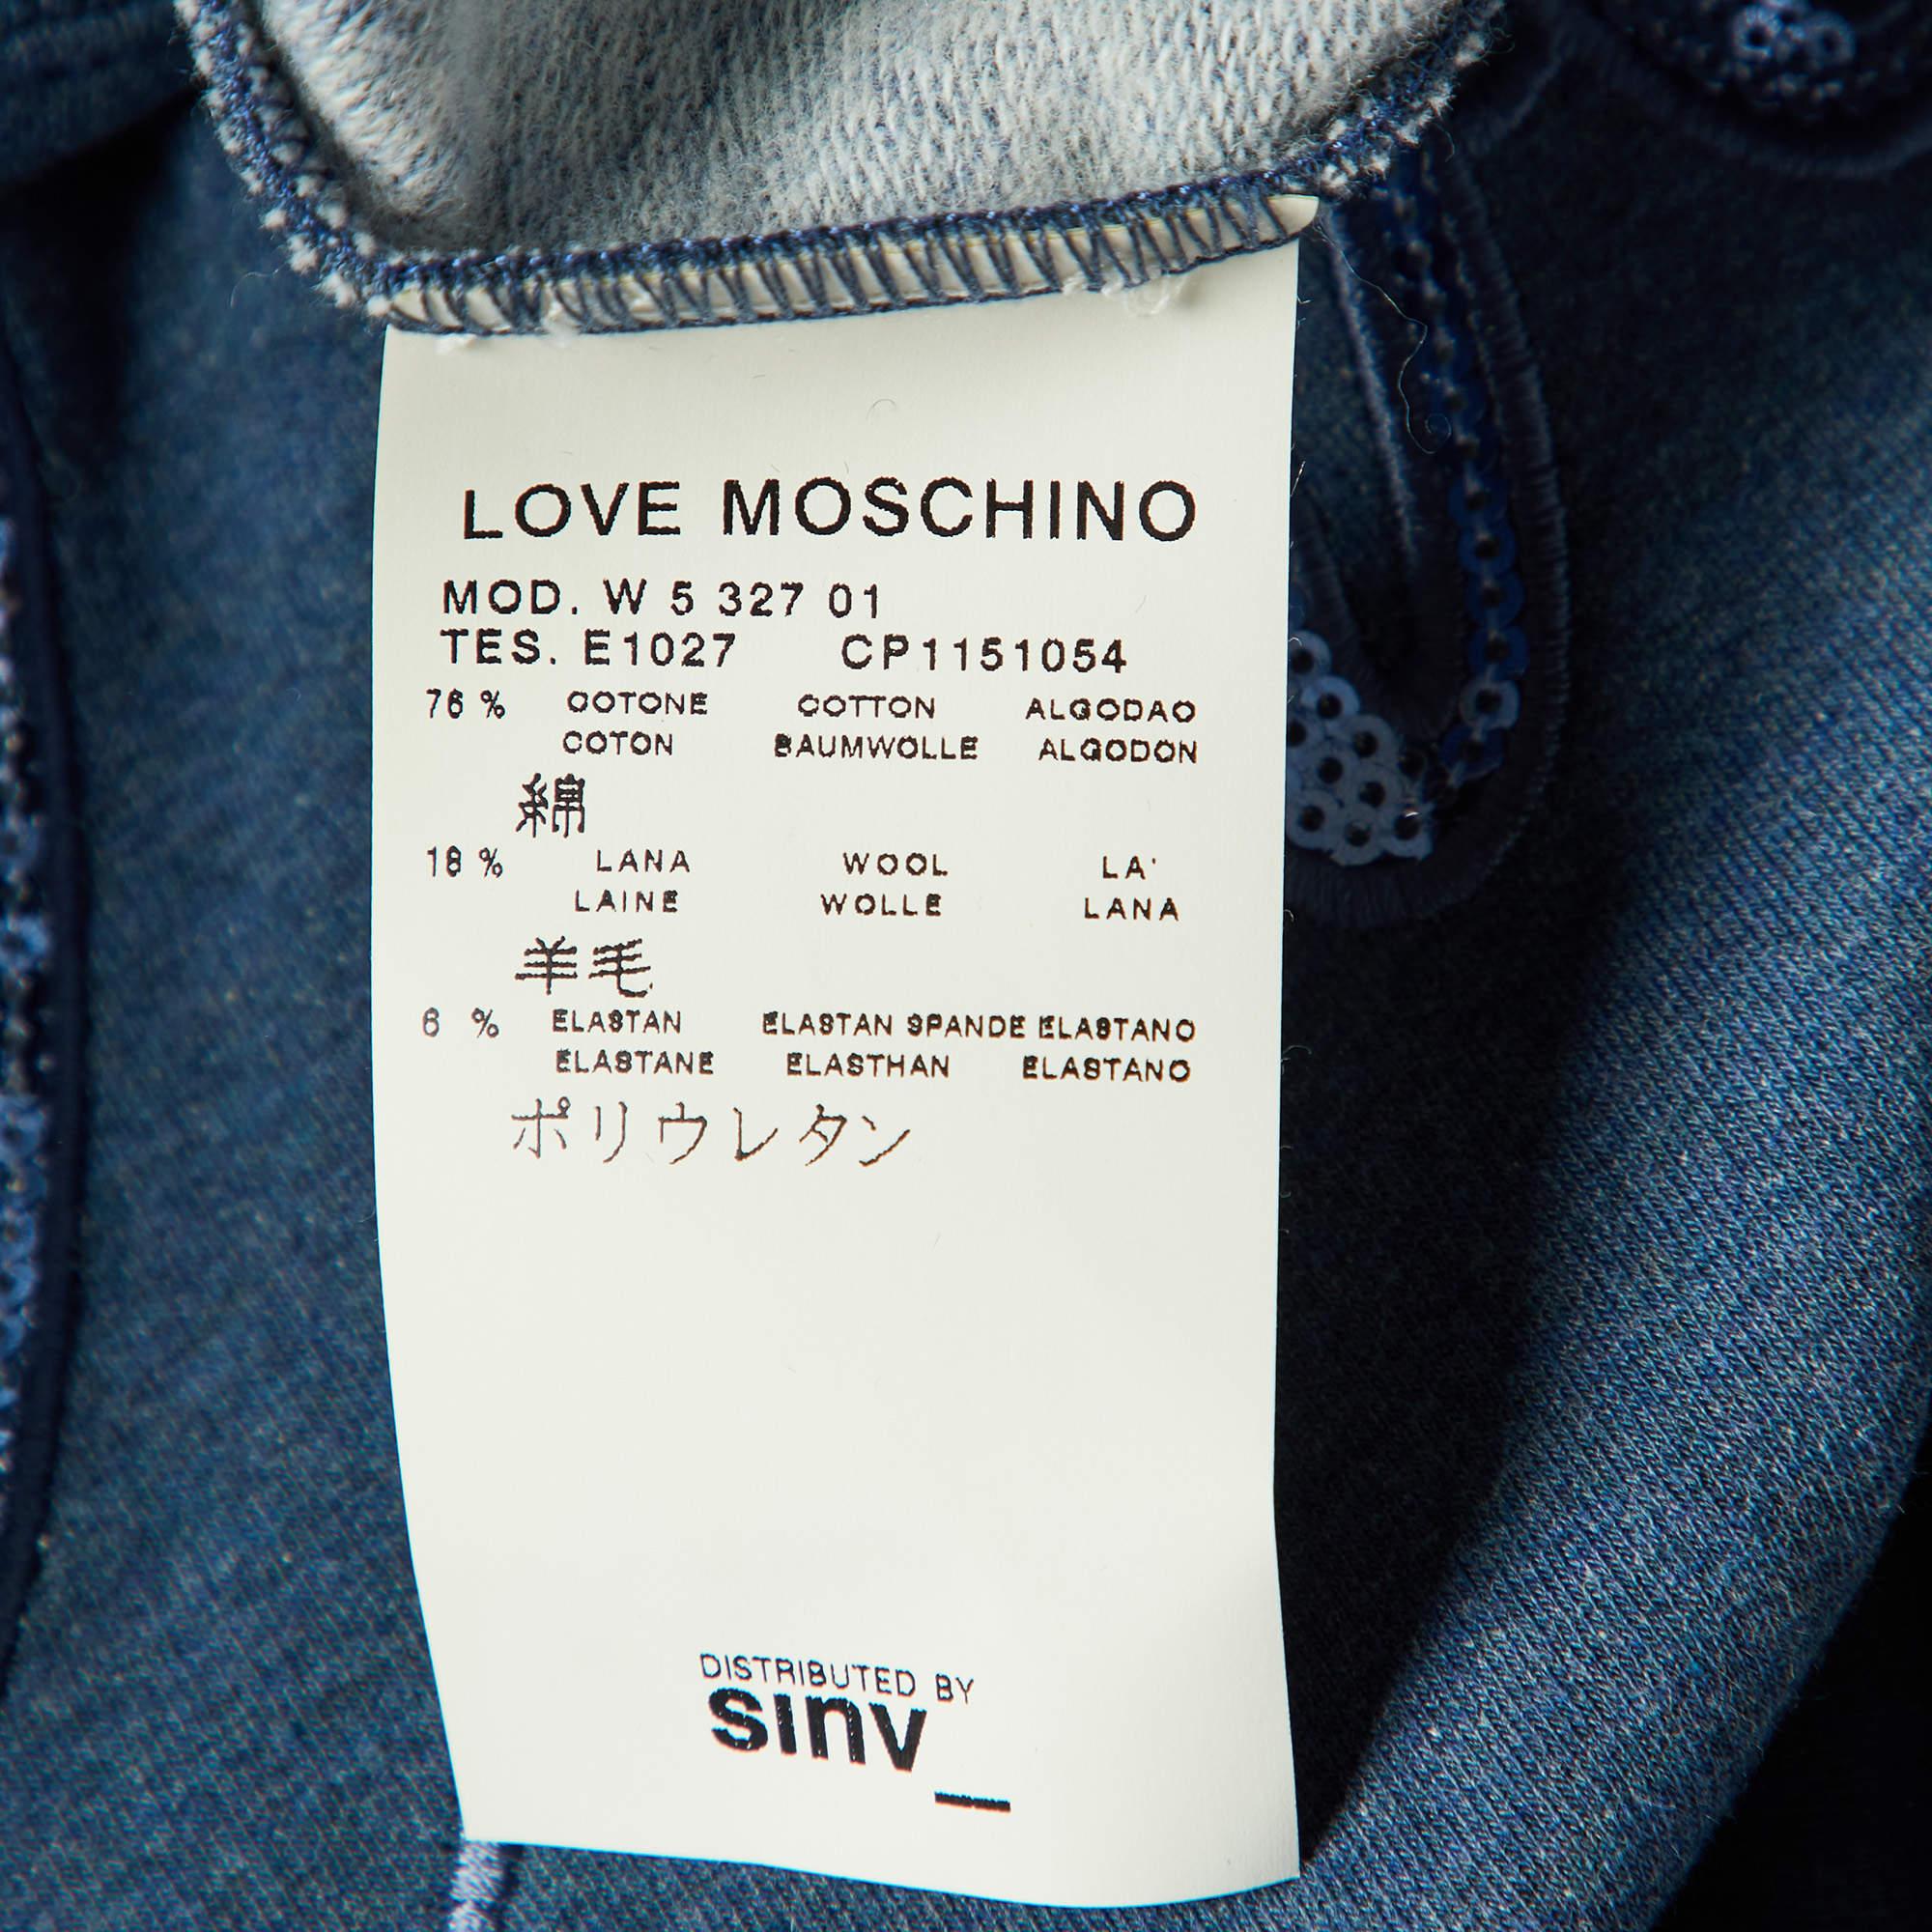 LOVE MOSCHINO
MOD. W 5 327 01
TES. E1027 CP1151054
76 % COTONE COTTON ALGODAO
COTON BAUMWOLLE ALGODON
綿
18 % LANA WOOL LA'
LAINE WOLLE LANA
羊毛
6 % ELASTAN ELASTAN SPANDE ELASTANO
ELASTANE ELASTHAN ELASTANO
ポリウレタン
DISTRIBUTED BY
sinv_